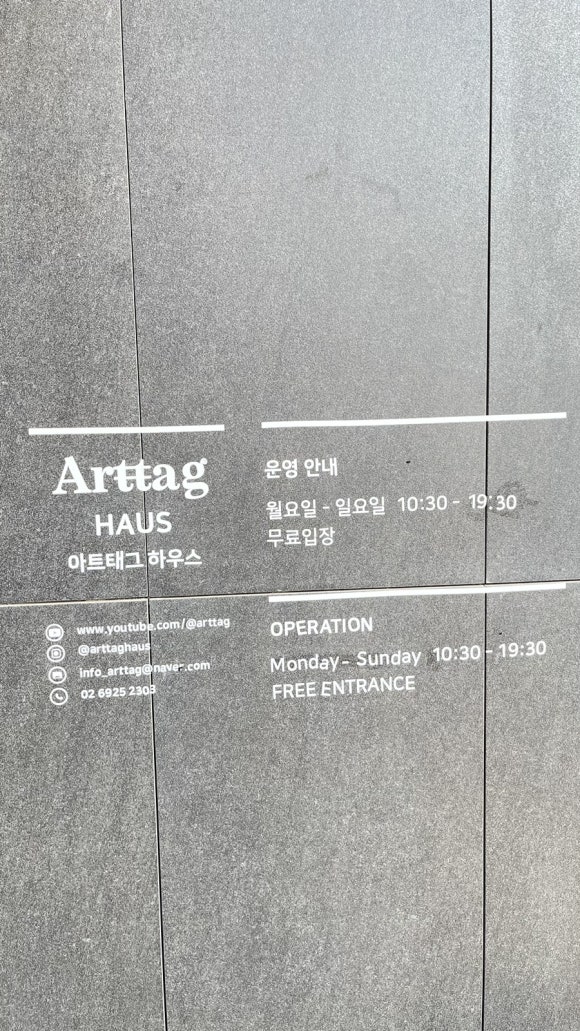 Arttag
HAUS
아트태그 하우스
www.youtube.com/@arttag
@arttaghaus
info_arttag@naver.com
02 6925 2303
운영 안내
월요일 - 일요일 10:30 - 19:30
무료입장
OPERATION
Monday - Sunday 10:30 - 19:30
FREE ENTRANCE